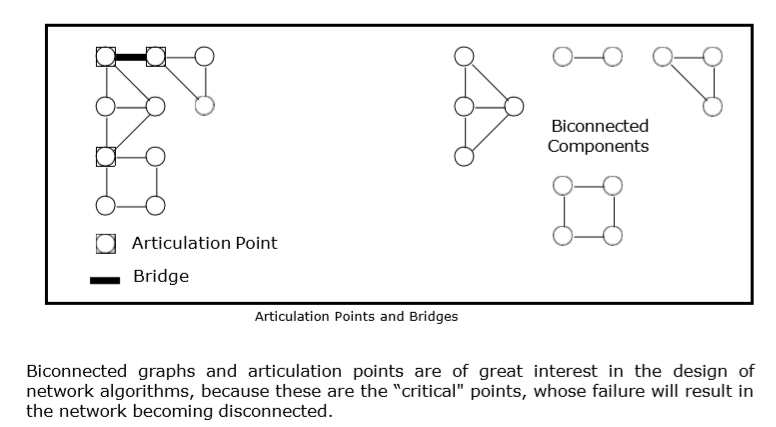 Biconnected
Components
Articulation Point
Bridge
Articulation Points and Bridges
Biconnected graphs and articulation points are of great interest in the design of
network algorithms, because these are the “critical" points, whose failure will result in
the network becoming disconnected.